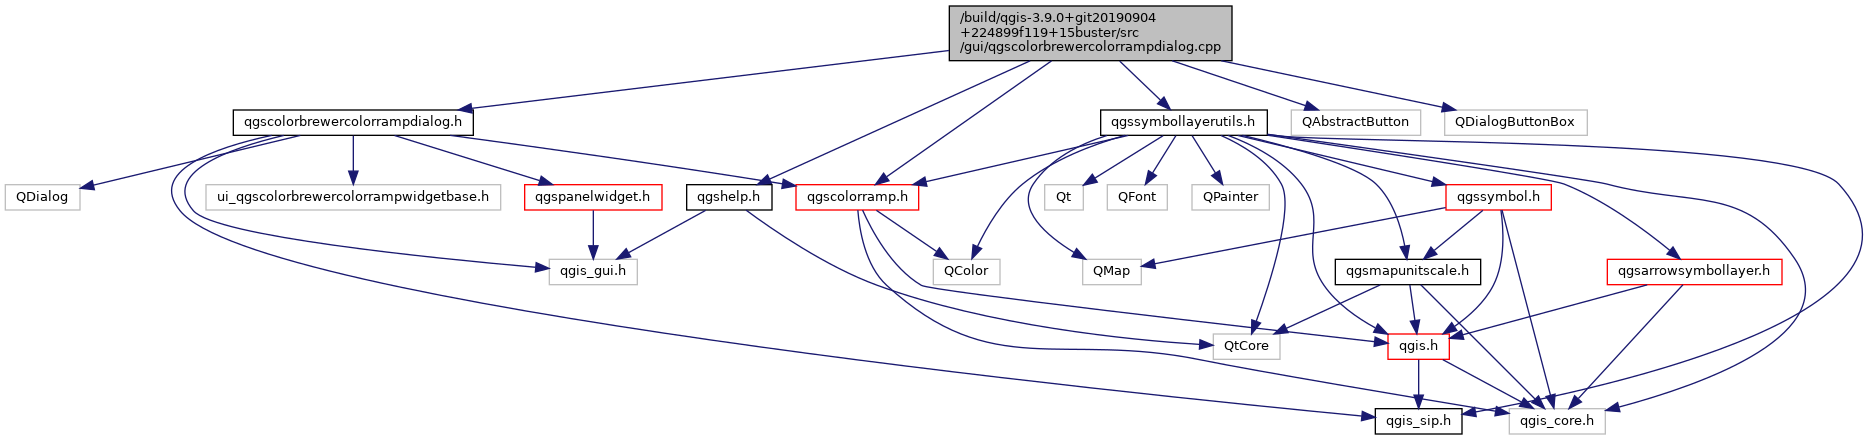 /build/qgis-3.9.0+git20190904
+224899f119+15buster/src
/gui/qgscolorbrewercolorrampdialog.cpp
qgscolorbrewercolorrampdialog.h
qgssymbollayerutils.h
QAbstractButton
QDialogButtonBox
QDialog
ui_qgscolorbrewercolorrampwidgetbase.h
qgspanelwidget.h
qgshelp.h
qgscolorramp.h
Qt
QFont
QPainter
qgssymbol.h
qgis_gui.h
QColor
QMap
qgsmapunitscale.h
qgsarrowsymbollayer.h
QtCore
qgis.h
qgis_sip.h
qgis_core.h